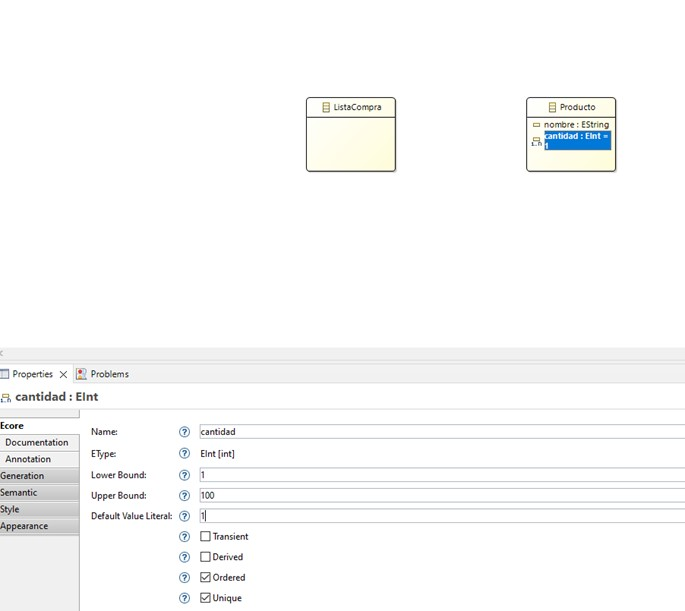 ListaCompra
Producto
nombre : EString
cantidad : EInt =
1
Properties
Problems
cantidad : EInt
Ecore
Documentation
Annotation
Generation
Semantic
Style
Appearance
Name:
cantidad
EType:
EInt [int]
Lower Bound:
1
Upper Bound:
100
Default Value Literal:
1
Transient
Derived
Ordered
Unique